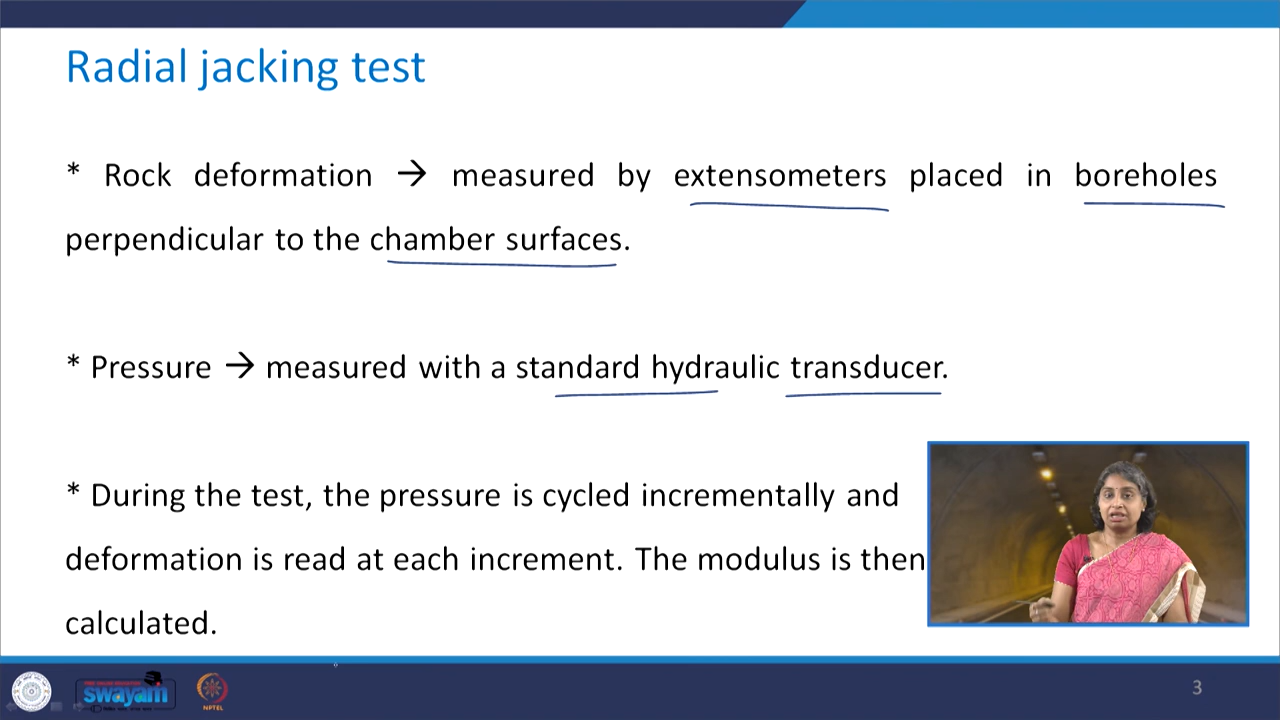 Radial jacking test
* Rock deformation → measured by extensometers placed in boreholes
perpendicular to the chamber surfaces.
* Pressure → measured with a standard hydraulic transducer.
* During the test, the pressure is cycled incrementally and
deformation is read at each increment. The modulus is then
calculated.
swayam
NPTEL
3